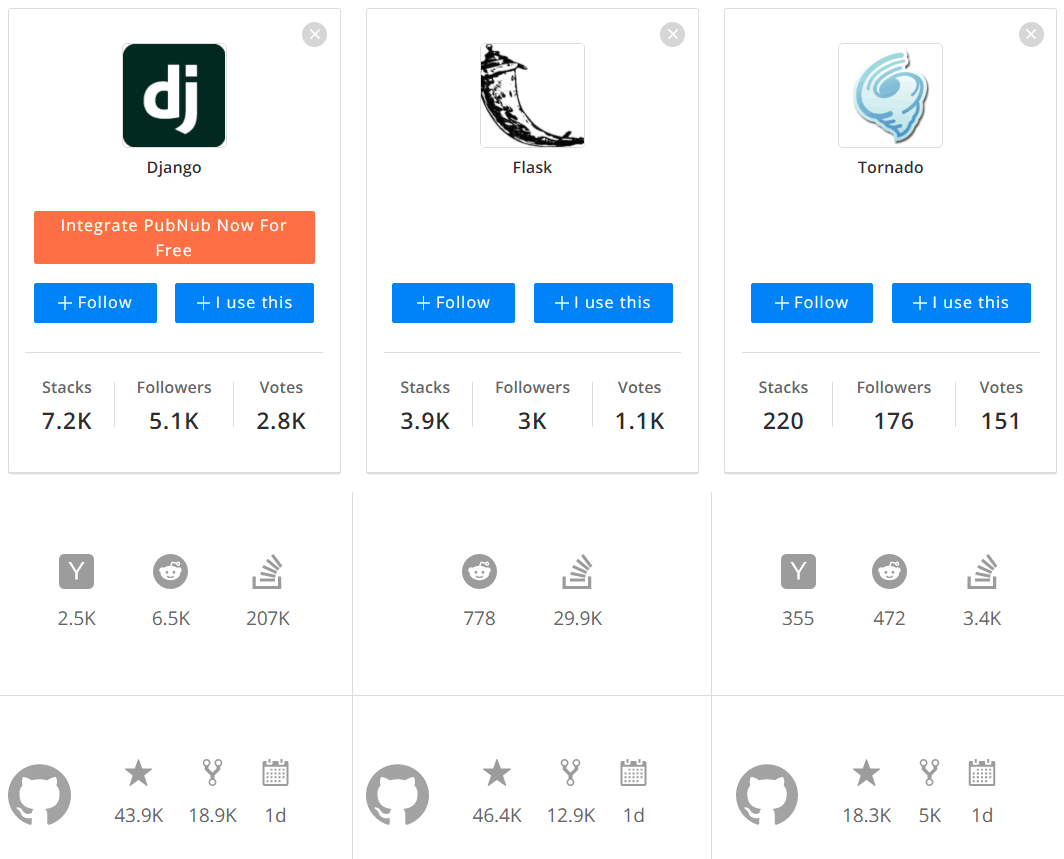 dj
Django
Flask
Tornado
Integrate PubNub Now For
Free
Follow I use this
Follow I use this
Follow I use this
Stacks Followers Votes
7.2K 5.1K 2.8K
Stacks Followers Votes
3.9K 3K 1.1K
Stacks Followers Votes
220 176 151
Y
2.5K 6.5K 207K
778 29.9K
Y
355 472 3.4K
43.9K 18.9K 1d
46.4K 12.9K 1d
18.3K 5K 1d